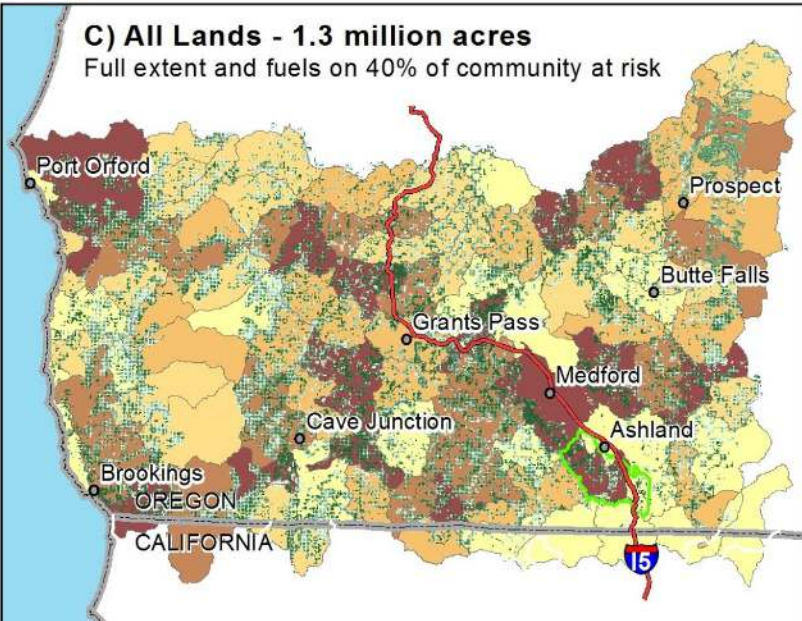 C) All Lands - 1.3 million acres
Full extent and fuels on 40% of community at risk
Port Orford
Prospect
Butte Falls
Grants Pass
Medford
Cave Junction
Ashland
Brookings
OREGON
CALIFORNIA
15